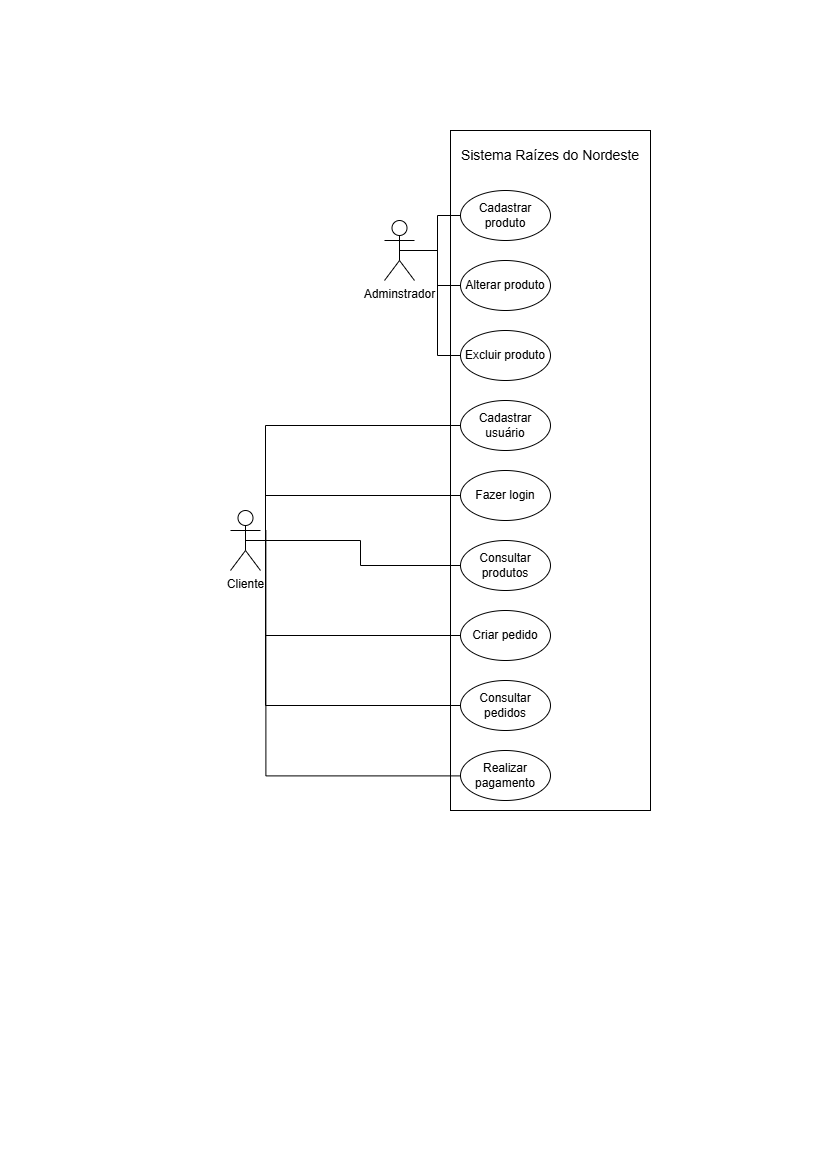 Sistema Raízes do Nordeste
Cadastrar
produto
Adminstrador
Alterar produto
Excluir produto
Cadastrar
usuário
Fazer login
Cliente
Consultar
produtos
Criar pedido
Consultar
pedidos
Realizar
pagamento